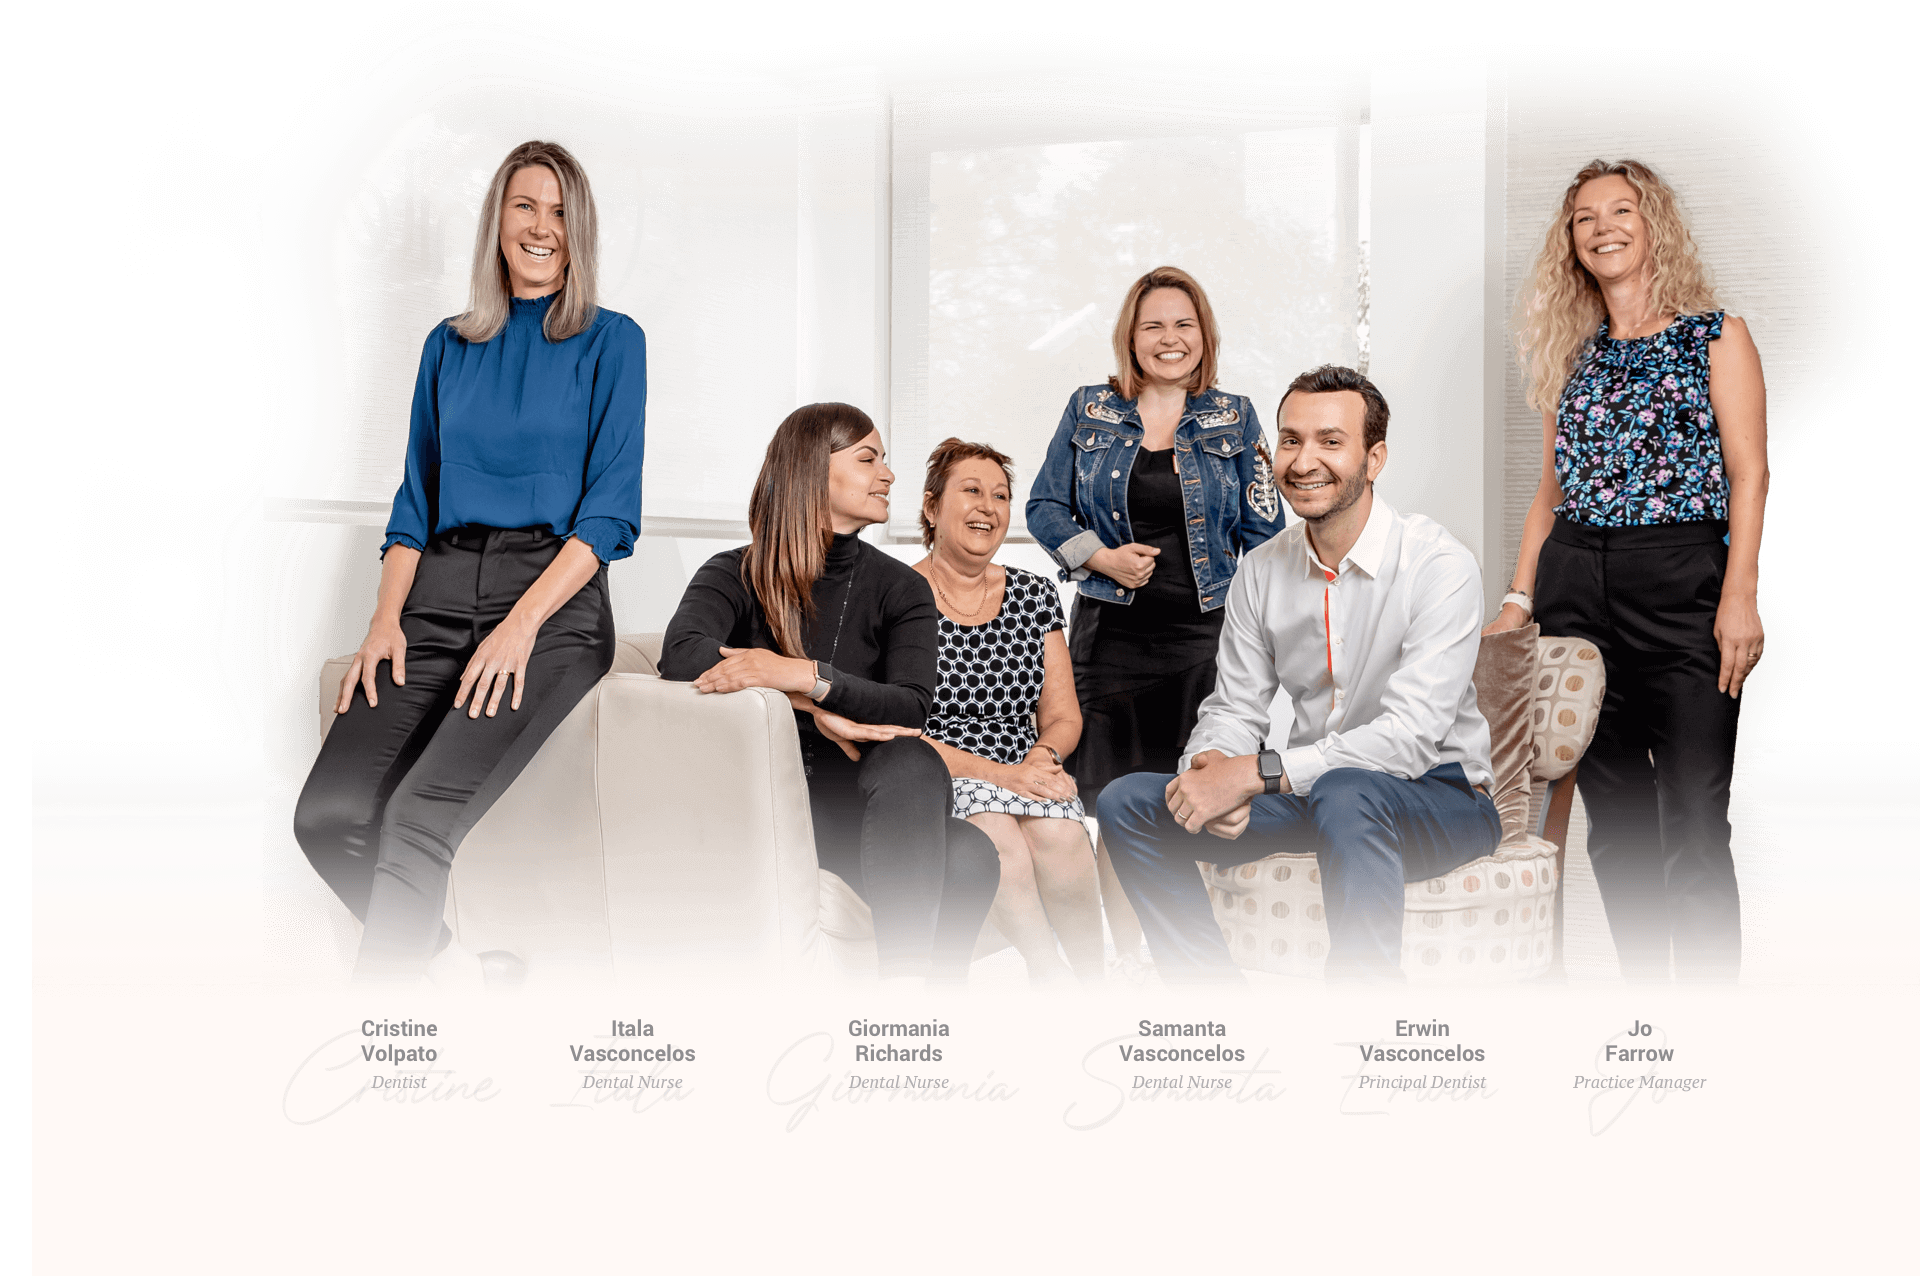 Cristine
Volpato
Dentist
Cristine
Itala
Vasconcelos
Dental Nurse
Itala
Giormania
Richards
Dental Nurse
Giormania
Samanta
Vasconcelos
Dental Nurse
Samanta
Erwin
Vasconcelos
Principal Dentist
Erwin
Jo
Farrow
Practice Manager
Jo